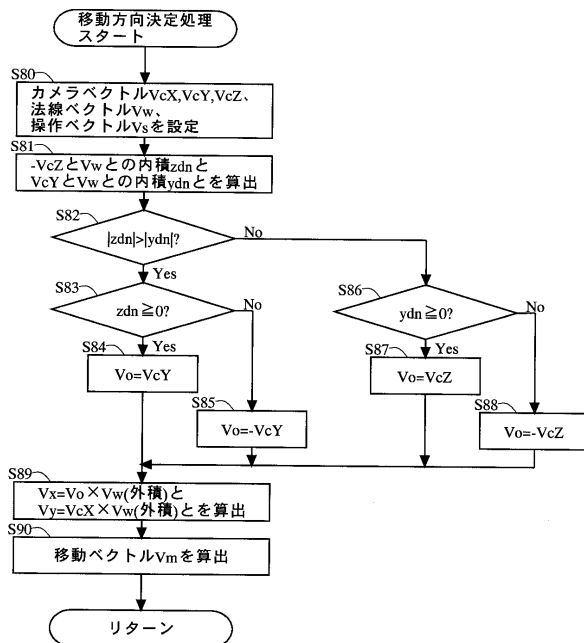 移動方向決定処理
スタート
S80
カメラベクトルVcX,VcY,VcZ、
法線ベクトルVw、
操作ベクトルVsを設定
S81
-VcZとVwとの内積zdnと
VcYとVwとの内積ydnとを算出
S82
|zdn|>|ydn|?
No
Yes
S83
zdn≧0?
No
Yes
S86
ydn≧0?
No
Yes
S84
Vo=VcY
S85
Vo=-VcY
S87
Vo=VcZ
S88
Vo=-VcZ
S89
Vx=Vo×Vw(外積)と
Vy=VcX×Vw(外積)とを算出
S90
移動ベクトルVmを算出
リターン